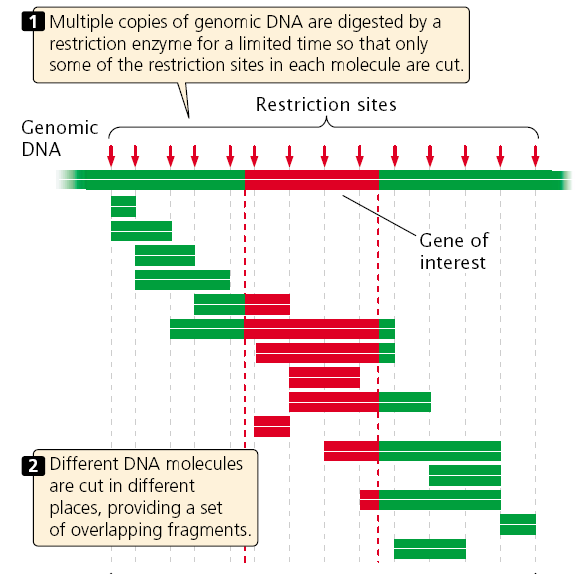 1 Multiple copies of genomic DNA are digested by a
restriction enzyme for a limited time so that only
some of the restriction sites in each molecule are cut.
Restriction sites
Genomic
DNA
Gene of
interest
2 Different DNA molecules
are cut in different
places, providing a set
of overlapping fragments.